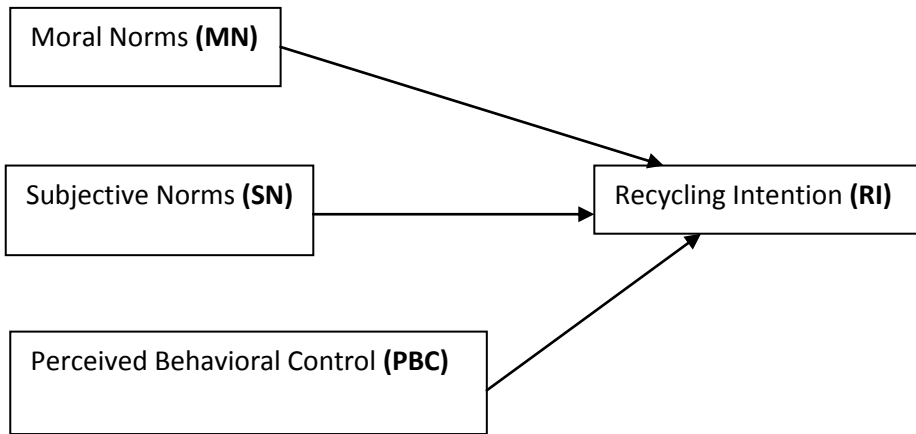 Moral Norms (MN)
Subjective Norms (SN)
Recycling Intention (RI)
Perceived Behavioral Control (PBC)